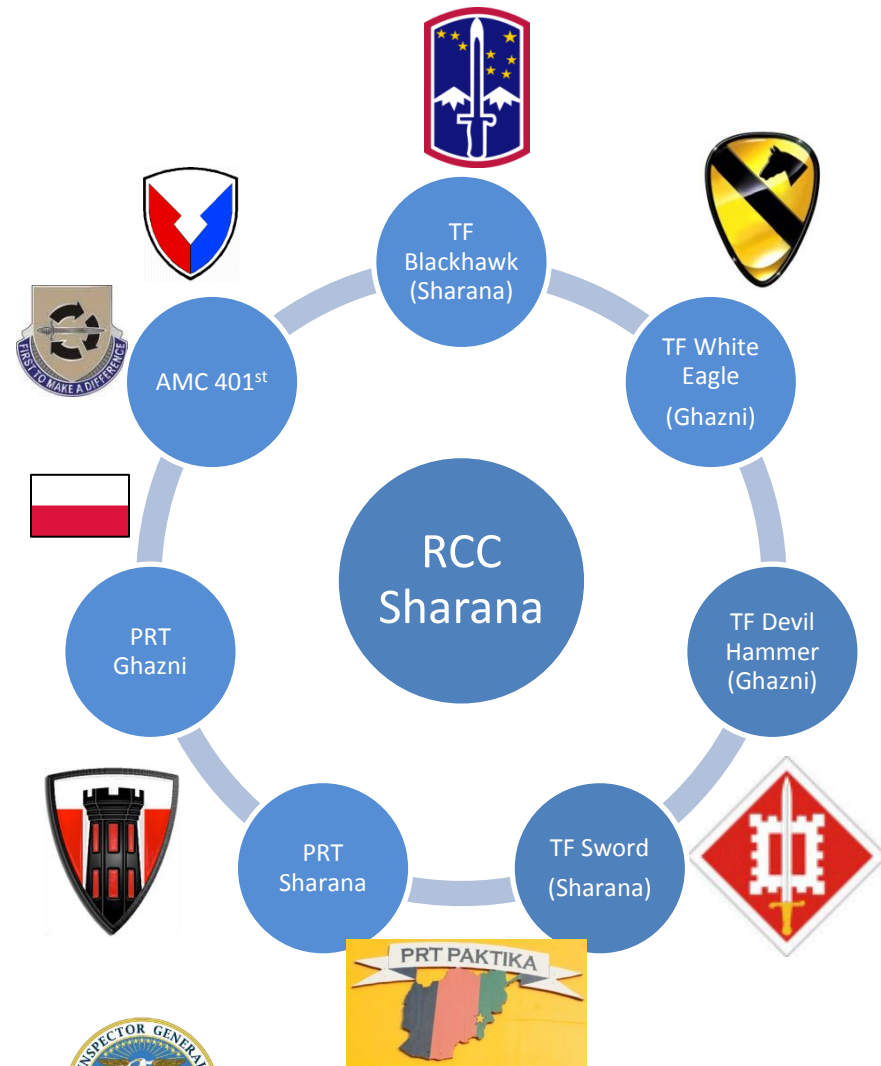 TF
Blackhawk
(Sharana)
TF White
Eagle
(Ghazni)
AMC 401st
FIRST TO MAKE A DIFFERENCE
RCC
Sharana
TF Devil
Hammer
(Ghazni)
PRT
Ghazni
TF Sword
(Sharana)
PRT
Sharana
PRT PAKTIKA
INSPECTOR GENERAL